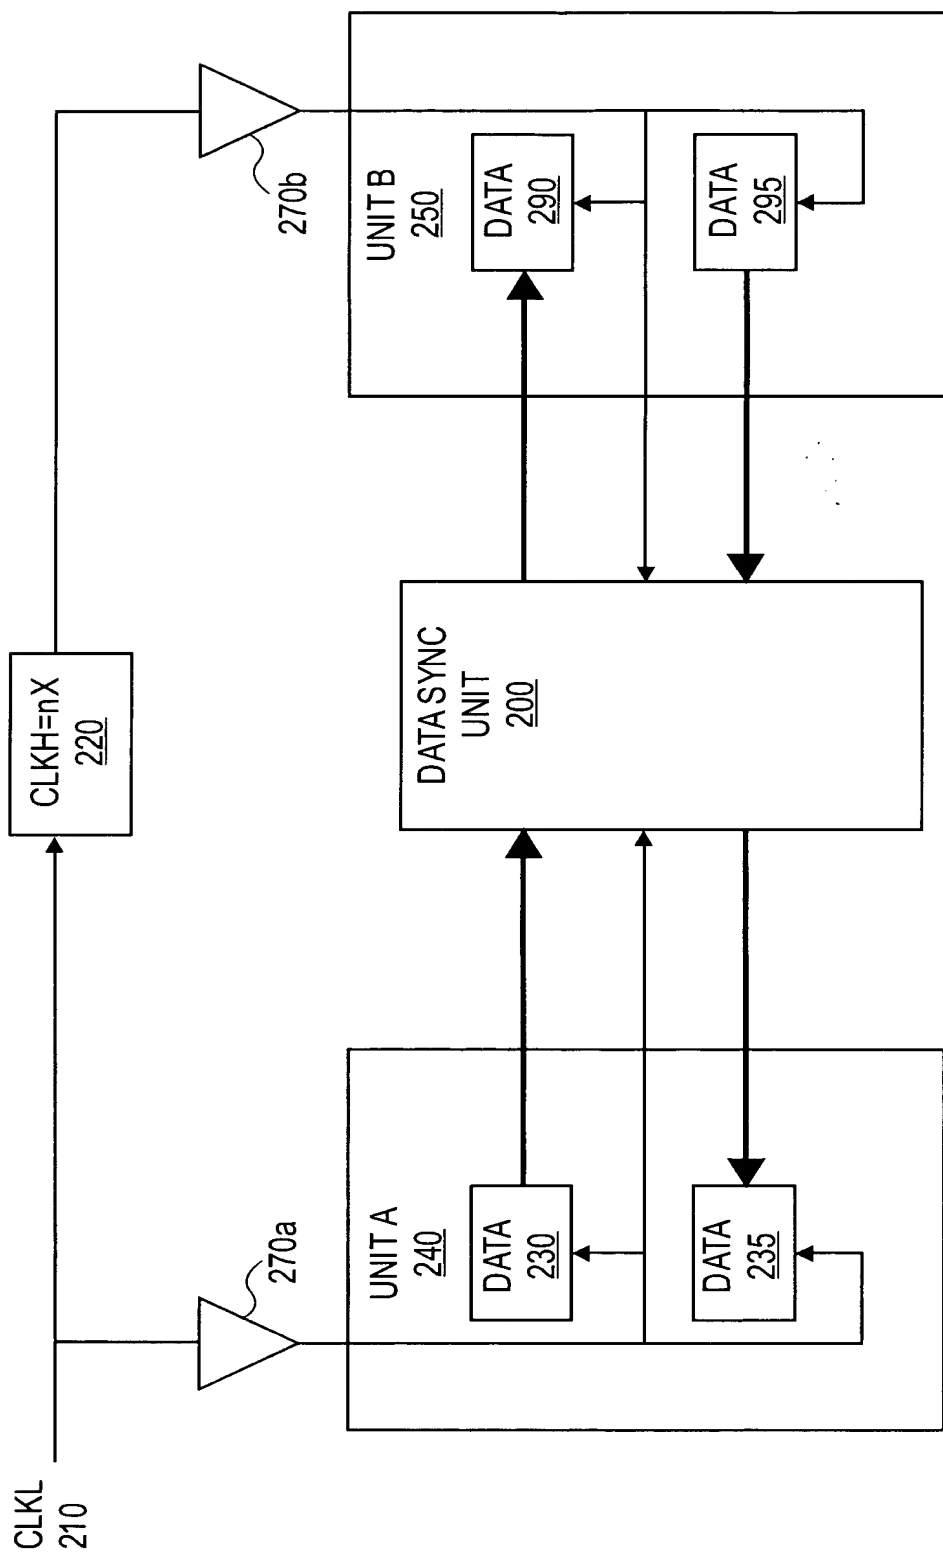 CLKL
210
CLKH=nX
220
270a
270b
UNIT A
240
DATA
230
DATA
235
DATA SYNC
UNIT
200
UNIT B
250
DATA
290
DATA
295